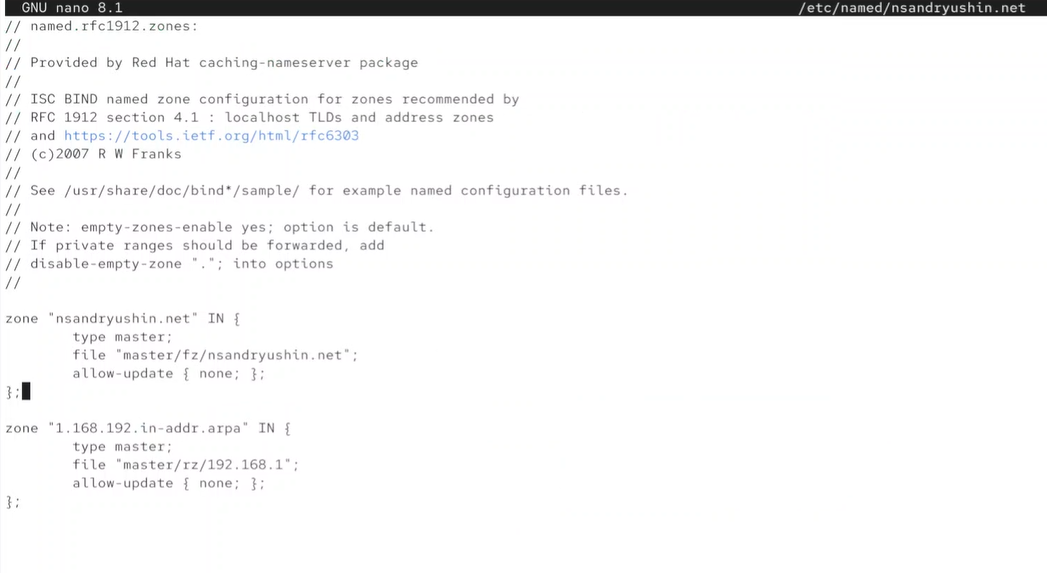 GNU nano 8.1 /etc/named/nsandryushin.net
// named.rfc1912.zones:
//
// Provided by Red Hat caching-nameserver package
//
// ISC BIND named zone configuration for zones recommended by
// RFC 1912 section 4.1 : localhost TLDs and address zones
// and https://tools.ietf.org/html/rfc6303
// (c)2007 R W Franks
//
// See /usr/share/doc/bind*/sample/ for example named configuration files.
//
// Note: empty-zones-enable yes; option is default.
// If private ranges should be forwarded, add
// disable-empty-zone "."; into options
//
zone "nsandryushin.net" IN {
type master;
file "master/fz/nsandryushin.net";
allow-update { none; };
};
zone "1.168.192.in-addr.arpa" IN {
type master;
file "master/rz/192.168.1";
allow-update { none; };
};